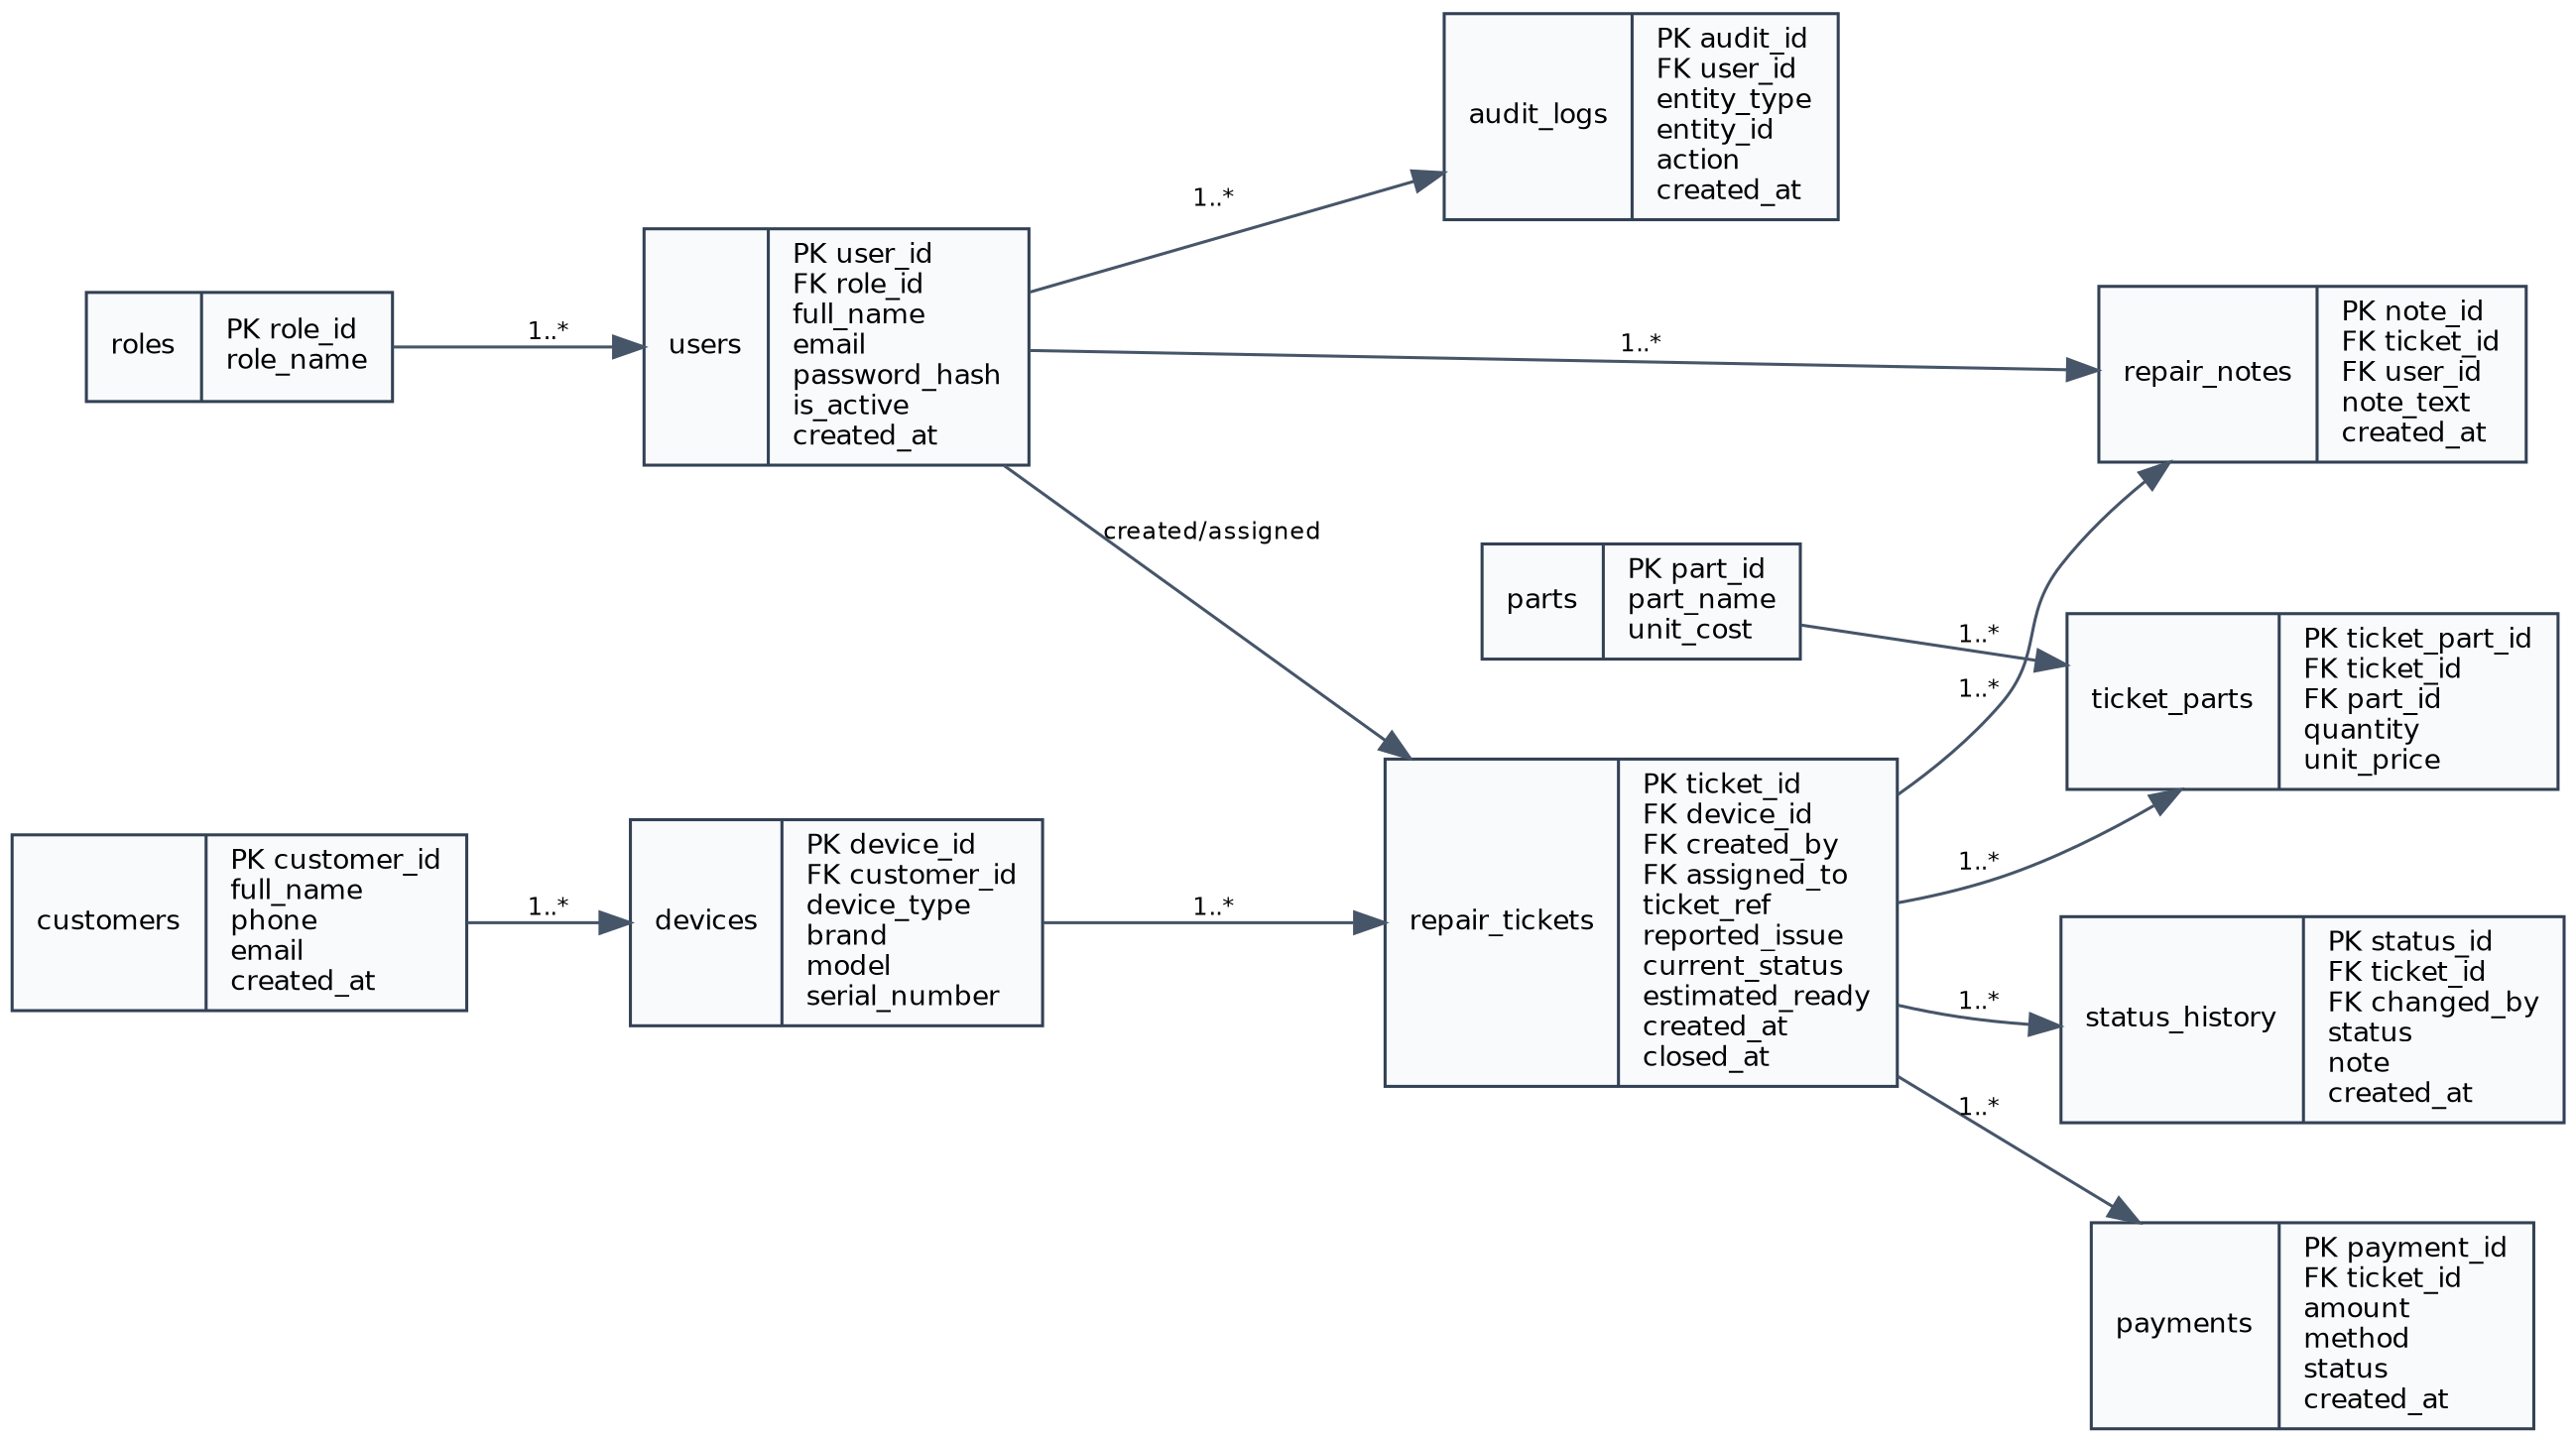 audit_logs
PK audit_id
FK user_id
entity_type
entity_id
action
created_at
1..*
users
PK user_id
FK role_id
full_name
email
password_hash
is_active
created_at
roles
PK role_id
role_name
1..*
1..*
repair_notes
PK note_id
FK ticket_id
FK user_id
note_text
created_at
created/assigned
parts
PK part_id
part_name
unit_cost
1..*
1..*
ticket_parts
PK ticket_part_id
FK ticket_id
FK part_id
quantity
unit_price
customers
PK customer_id
full_name
phone
email
created_at
1..*
devices
PK device_id
FK customer_id
device_type
brand
model
serial_number
1..*
repair_tickets
PK ticket_id
FK device_id
FK created_by
FK assigned_to
ticket_ref
reported_issue
current_status
estimated_ready
created_at
closed_at
1..*
1..*
1..*
status_history
PK status_id
FK ticket_id
FK changed_by
status
note
created_at
payments
PK payment_id
FK ticket_id
amount
method
status
created_at